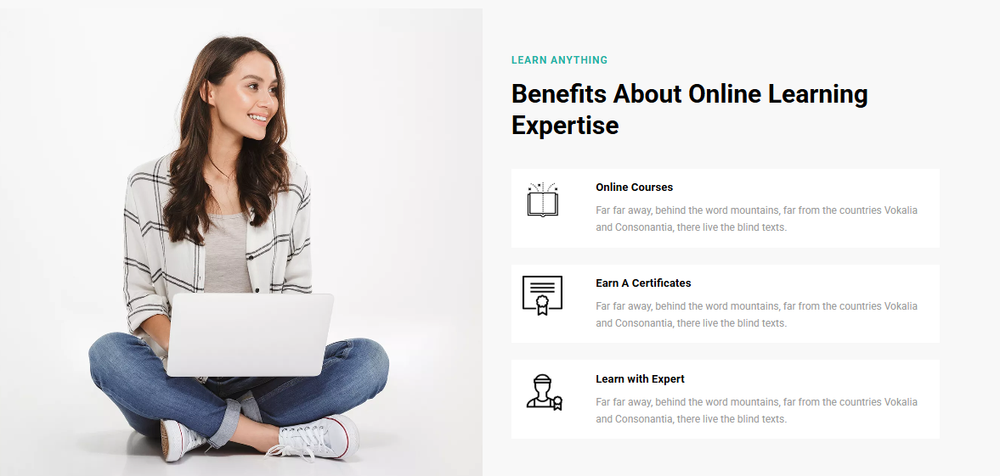 LEARN ANYTHING
Benefits About Online Learning
Expertise
Online Courses
Far far away, behind the word mountains, far from the countries Vokalia
and Consonantia, there live the blind texts.
Earn A Certificates
Far far away, behind the word mountains, far from the countries Vokalia
and Consonantia, there live the blind texts.
Learn with Expert
Far far away, behind the word mountains, far from the countries Vokalia
and Consonantia, there live the blind texts.